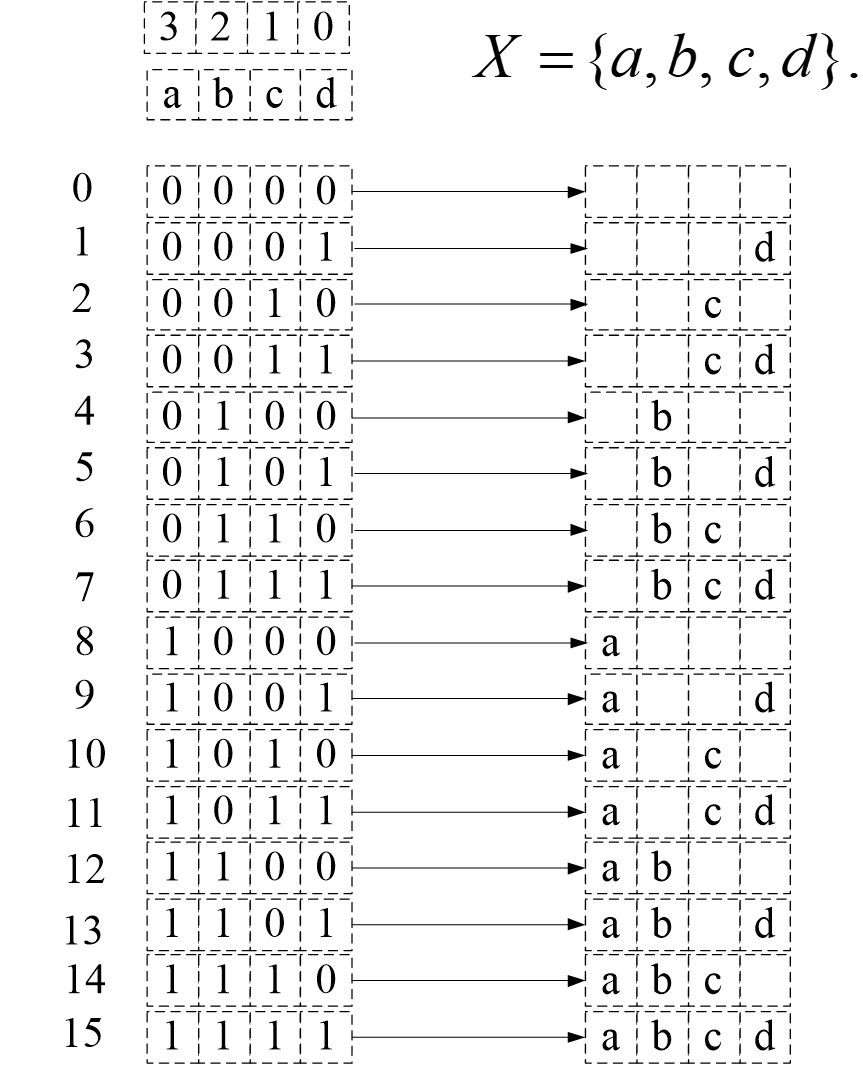 3 2 1 0
X = {a, b, c, d}.
a b c d
0 0 0 0 0
1 0 0 0 1 d
2 0 0 1 0 c
3 0 0 1 1 c d
4 0 1 0 0 b
5 0 1 0 1 b d
6 0 1 1 0 b c
7 0 1 1 1 b c d
8 1 0 0 0 a
9 1 0 0 1 a d
10 1 0 1 0 a c
11 1 0 1 1 a c d
12 1 1 0 0 a b
13 1 1 0 1 a b d
14 1 1 1 0 a b c
15 1 1 1 1 a b c d